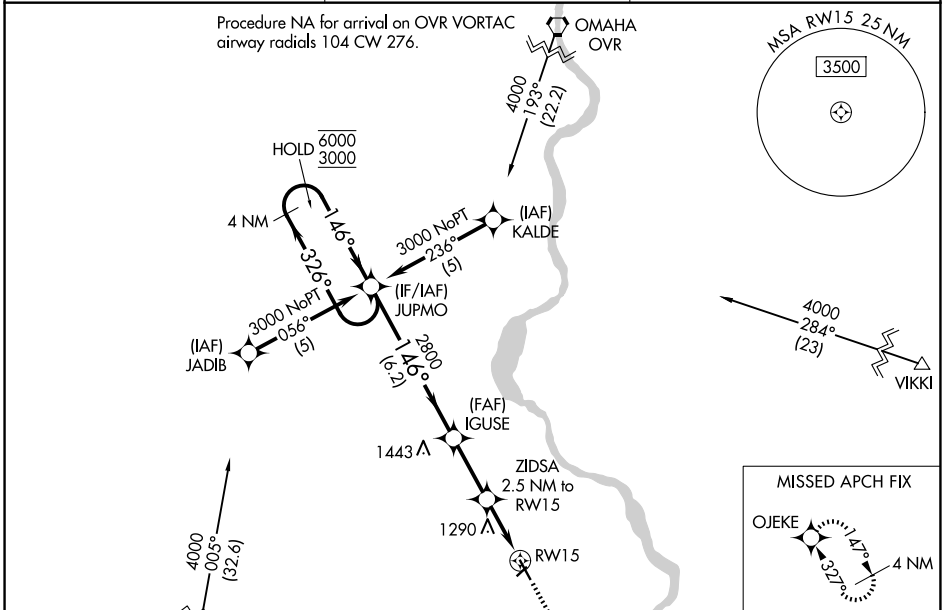 Procedure NA for arrival on OVR VORTAC
airway radials 104 CW 276.
OMAHA
OVR
MSA RW15 25 NM
3500
4000
193°
(22.2)
HOLD
6000
3000
4 NM
146°
326°
(IAF)
KALDE
3000 NoPT
236°
(5)
(IF/IAF)
JUPMO
3000 NoPT
056°
(5)
(IAF)
JADIB
2800
146°
(6.2)
4000
284°
(23)
VIKKI
(FAF)
IGUSE
1443
ZIDSA
2.5 NM to
RW15
1290
RW15
4000
005°
(32.6)
MISSED APCH FIX
OJEKE
147°
327°
4 NM